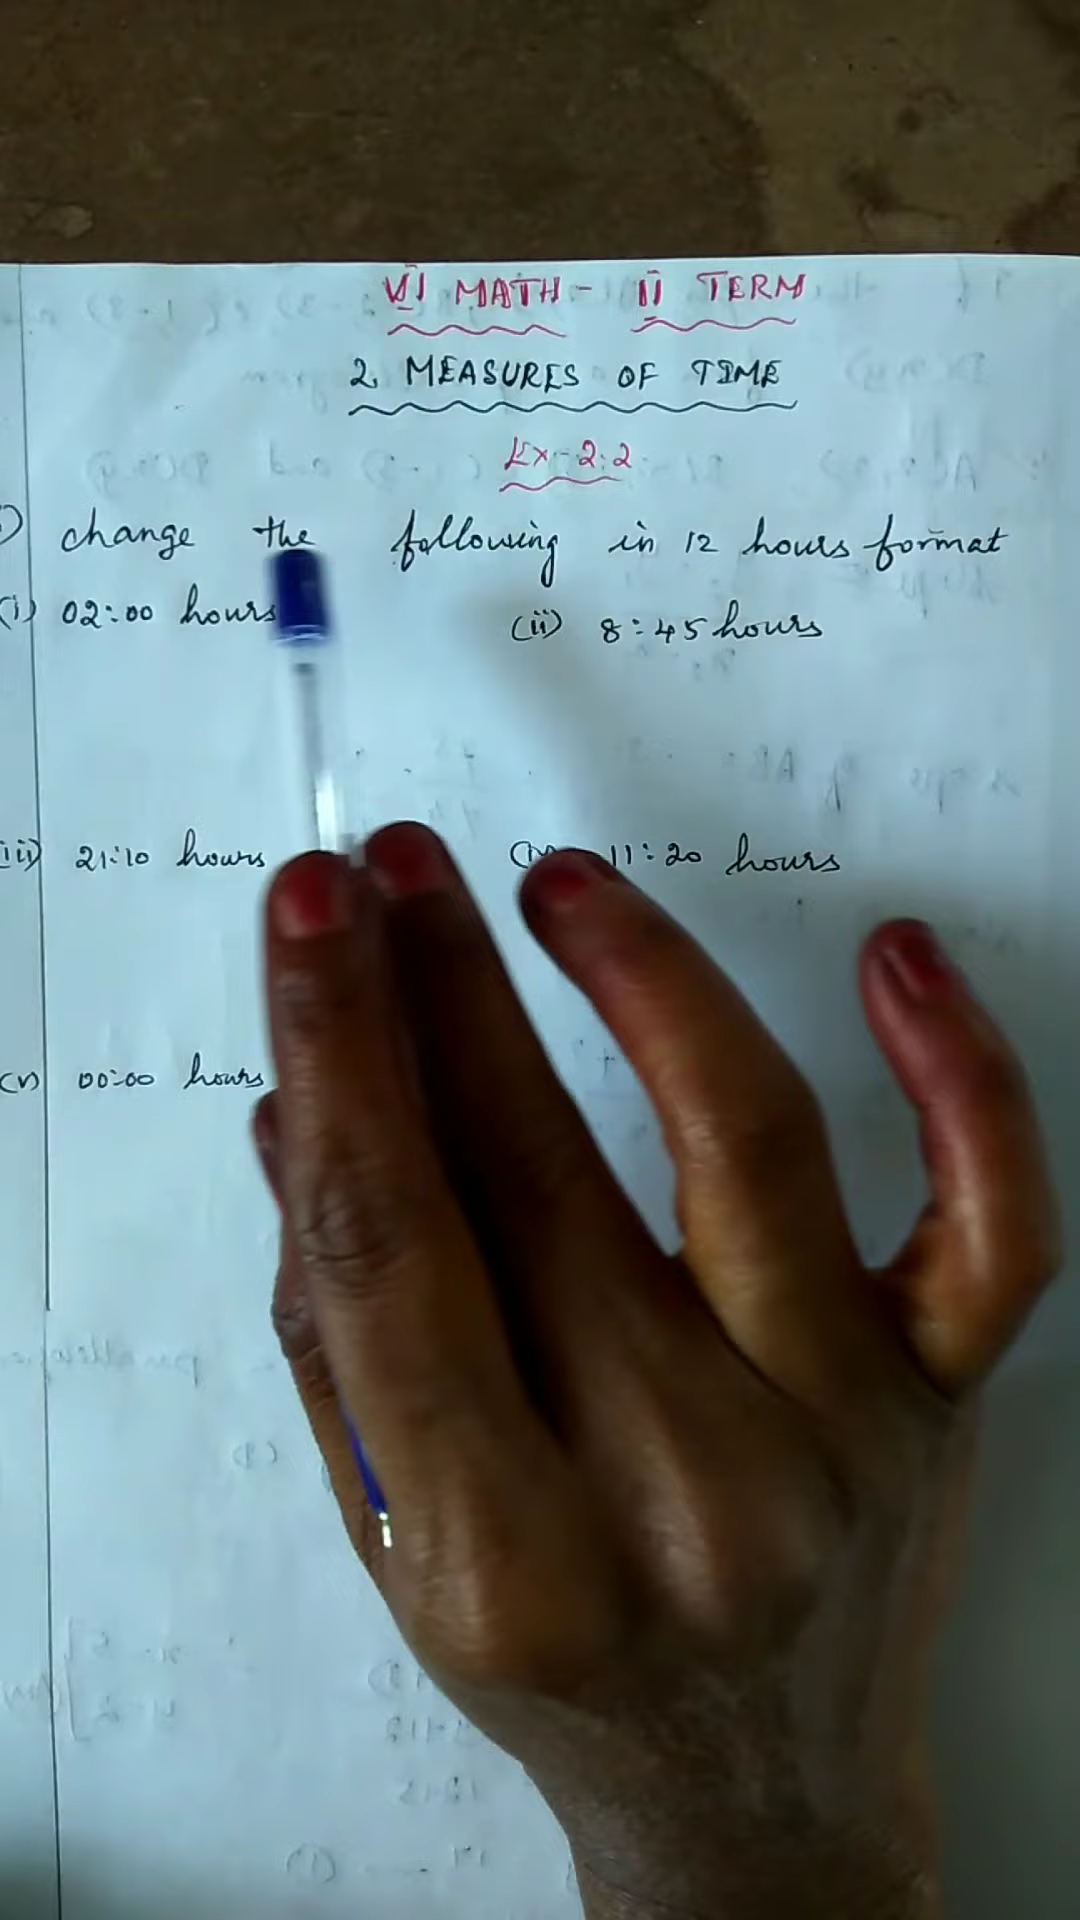 VI MATH - II TERM
2. MEASURES OF TIME
Ex - 2.2
change the following in 12 hours format
(i) 02:00 hours (ii) 8:45 hours
(iii) 21:10 hours 11:20 hours
(v) 00:00 hours